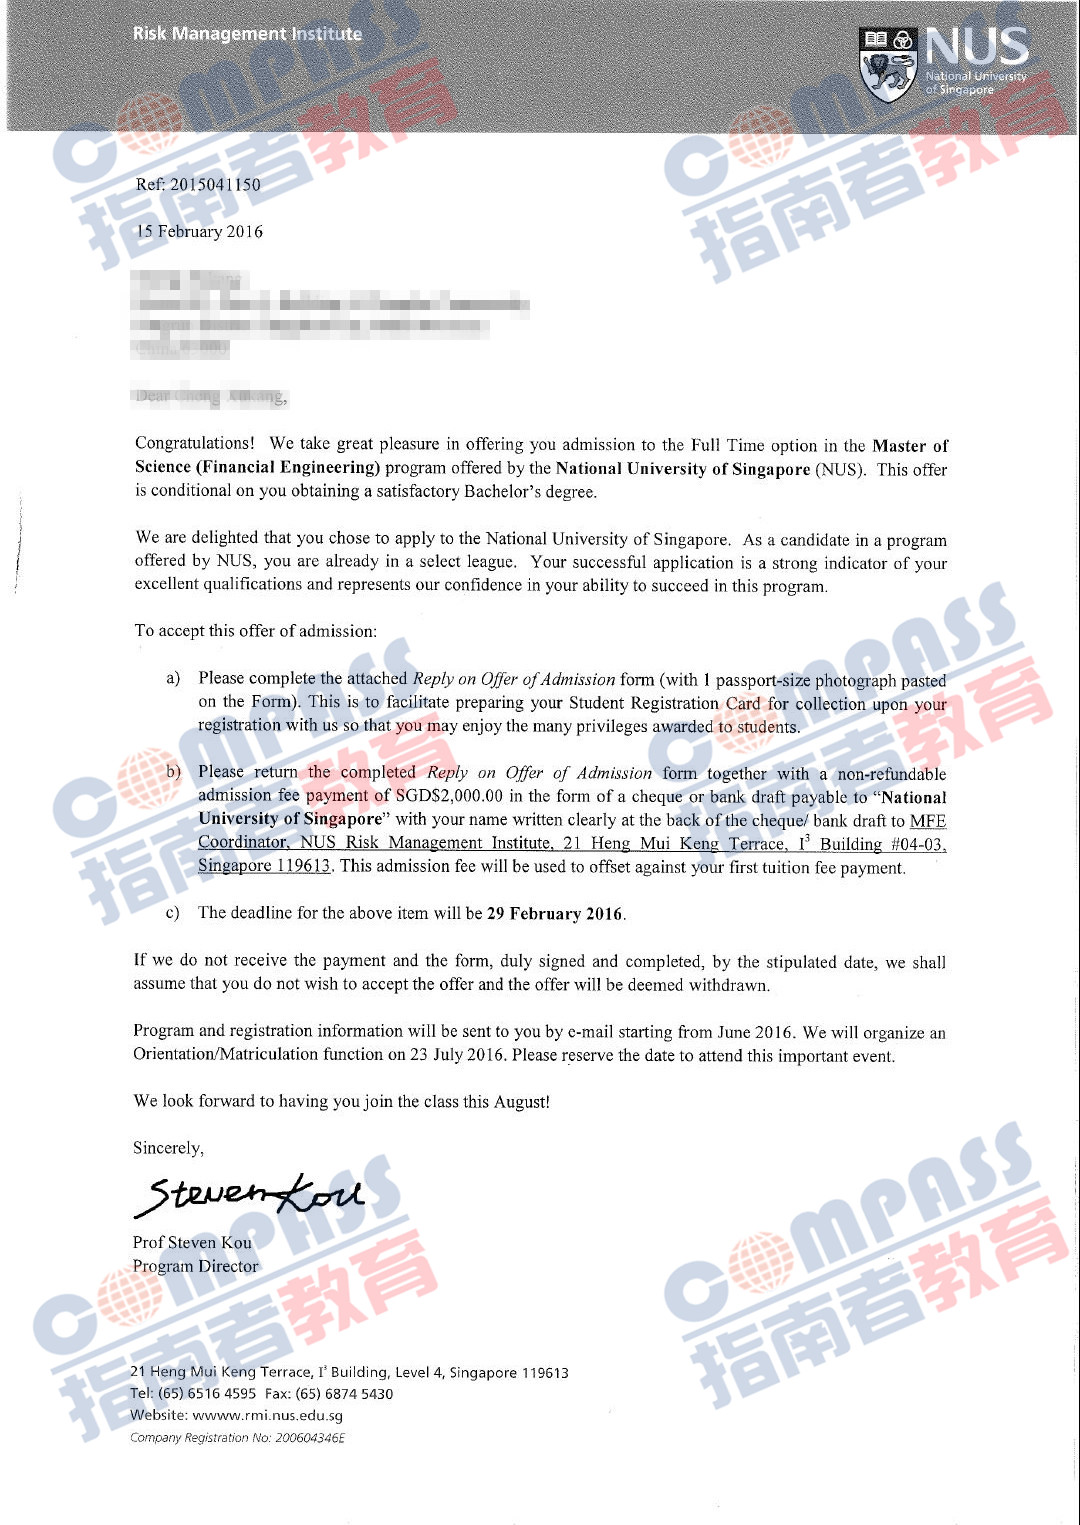 Risk Management Institute
NUS
National University
of Singapore
COMPASS
指南者教育
COMPASS
指南者教育
Ref: 2015041150
15 February 2016
Congratulations! We take great pleasure in offering you admission to the Full Time option in the Master of
Science (Financial Engineering) program offered by the National University of Singapore (NUS). This offer
is conditional on you obtaining a satisfactory Bachelor's degree.
We are delighted that you chose to apply to the National University of Singapore. As a candidate in a program
offered by NUS, you are already in a select league. Your successful application is a strong indicator of your
excellent qualifications and represents our confidence in your ability to succeed in this program.
To accept this offer of admission:
a) Please complete the attached Reply on Offer of Admission form (with 1 passport-size photograph pasted
on the Form). This is to facilitate preparing your Student Registration Card for collection upon your
registration with us so that you may enjoy the many privileges awarded to students.
COMPASS
指南者教育
COMPASS
指南者教育
b) Please return the completed Reply on Offer of Admission form together with a non-refundable
admission fee payment of SGD$2,000.00 in the form of a cheque or bank draft payable to “National
University of Singapore” with your name written clearly at the back of the cheque/ bank draft to MFE
Coordinator, NUS Risk Management Institute, 21 Heng Mui Keng Terrace, I³ Building #04-03,
Singapore 119613. This admission fee will be used to offset against your first tuition fee payment.
c) The deadline for the above item will be 29 February 2016.
If we do not receive the payment and the form, duly signed and completed, by the stipulated date, we shall
assume that you do not wish to accept the offer and the offer will be deemed withdrawn.
Program and registration information will be sent to you by e-mail starting from June 2016. We will organize an
Orientation/Matriculation function on 23 July 2016. Please reserve the date to attend this important event.
We look forward to having you join the class this August!
Sincerely,
Steven Kou
Prof Steven Kou
Program Director
COMPASS
指南者教育
COMPASS
指南者教育
21 Heng Mui Keng Terrace, I³ Building, Level 4, Singapore 119613
Tel: (65) 6516 4595 Fax: (65) 6874 5430
Website: wwww.rmi.nus.edu.sg
Company Registration No: 200604346E